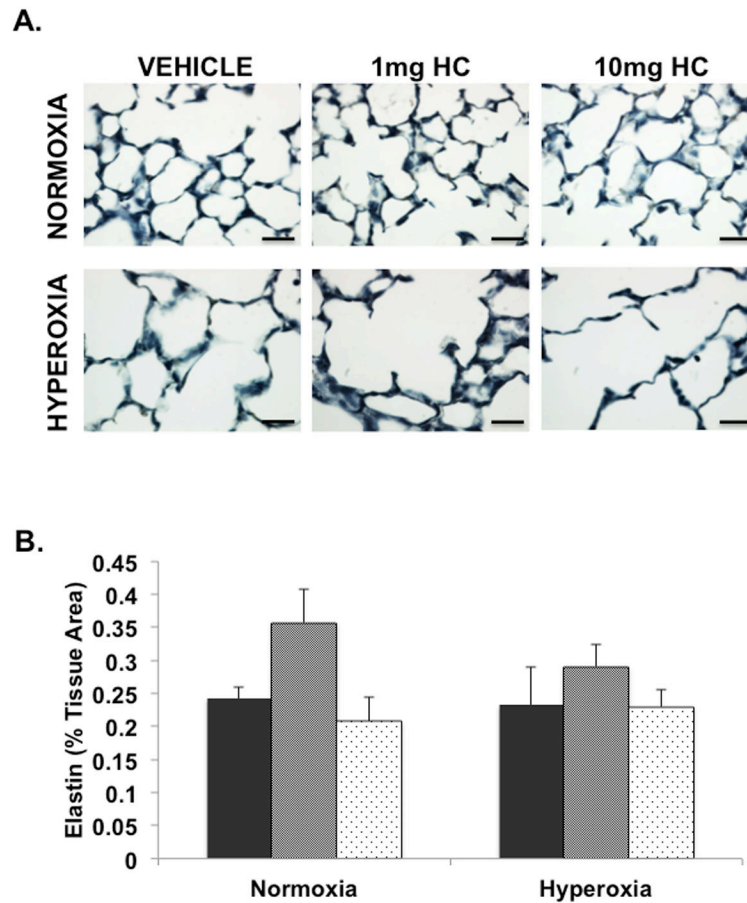 A.
VEHICLE 1mg HC 10mg HC
NORMOXIA
HYPEROXIA
B.
Elastin (% Tissue Area)
0.45
0.4
0.35
0.3
0.25
0.2
0.15
0.1
0.05
0
Normoxia Hyperoxia